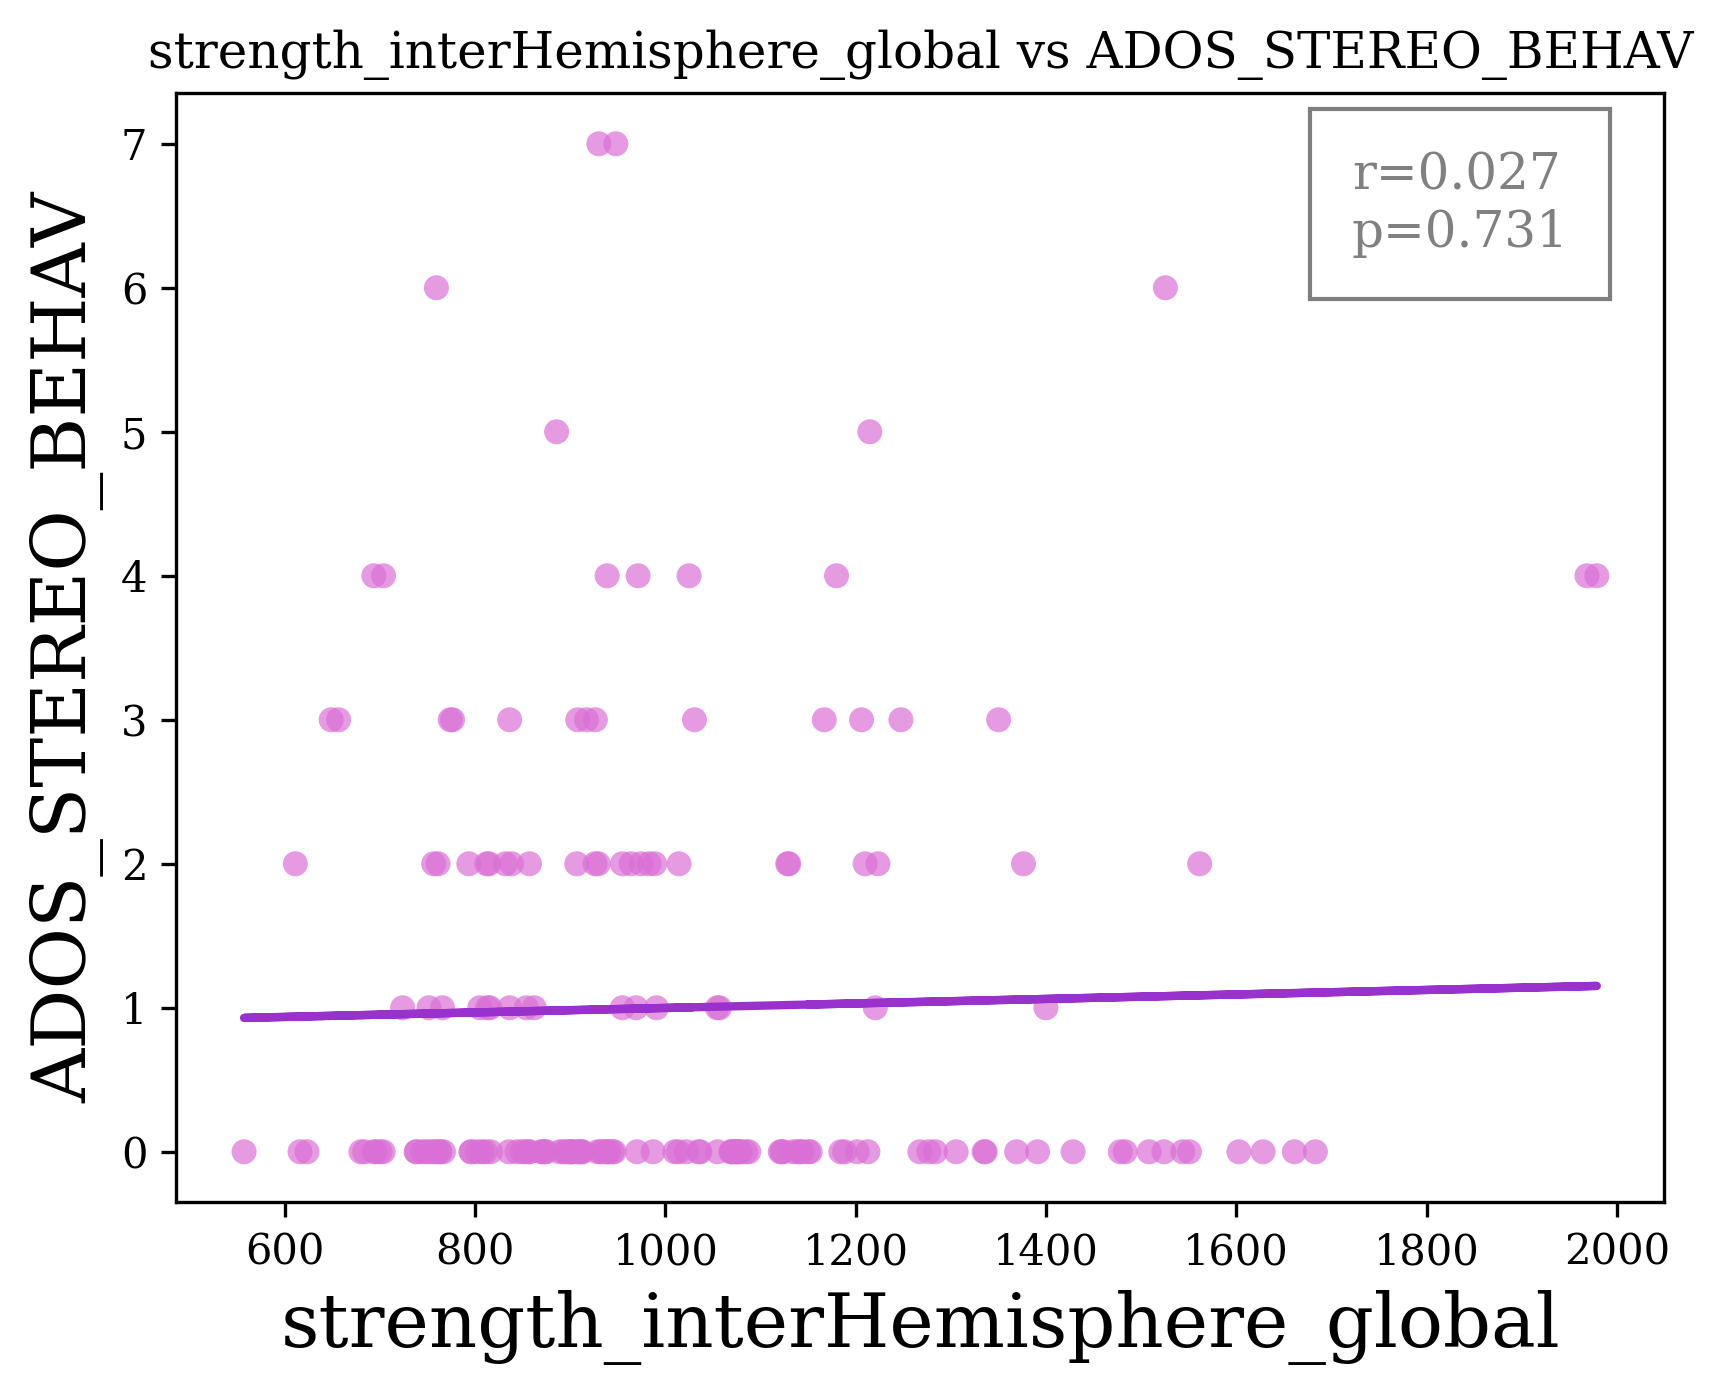 strength_interHemisphere_global vs ADOS_STEREO_BEHAV
r=0.027
p=0.731
ADOS_STEREO_BEHAV
7
6
5
4
3
2
1
0
600 800 1000 1200 1400 1600 1800 2000
strength_interHemisphere_global